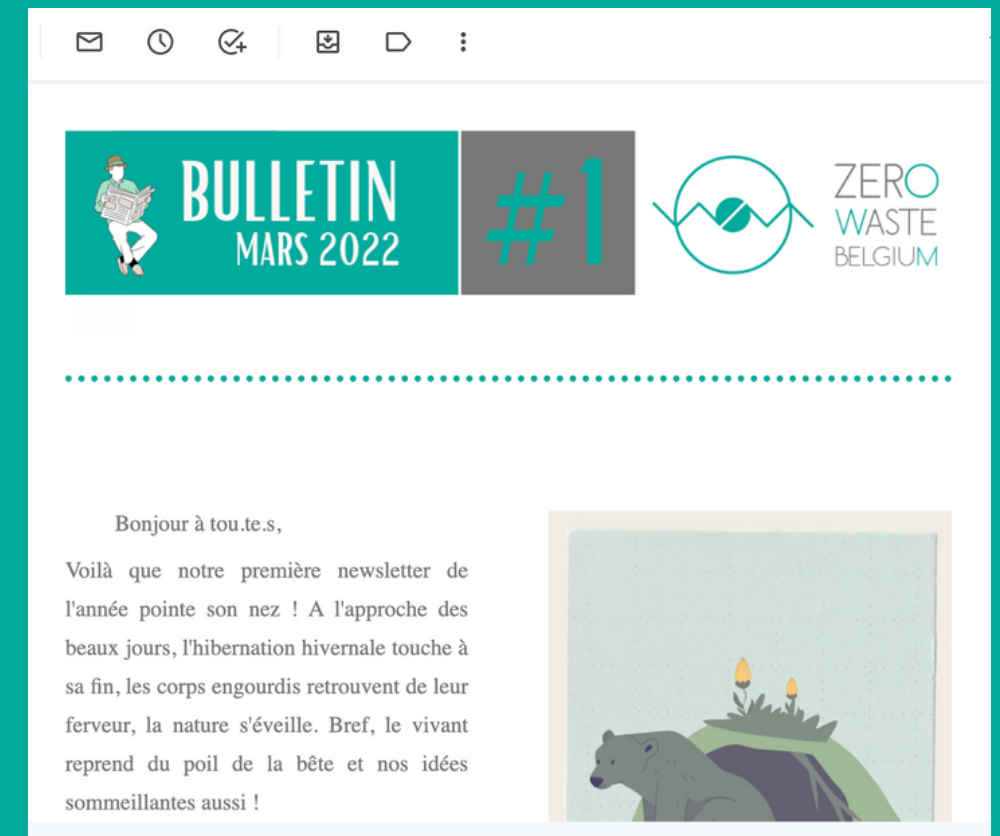 BULLETIN
MARS 2022
#1
ZERO
WASTE
BELGIUM
Bonjour à tou.te.s,
Voilà que notre première newsletter de
l'année pointe son nez ! A l'approche des
beaux jours, l'hibernation hivernale touche à
sa fin, les corps engourdis retrouvent de leur
ferveur, la nature s'éveille. Bref, le vivant
reprend du poil de la bête et nos idées
sommeillantes aussi !